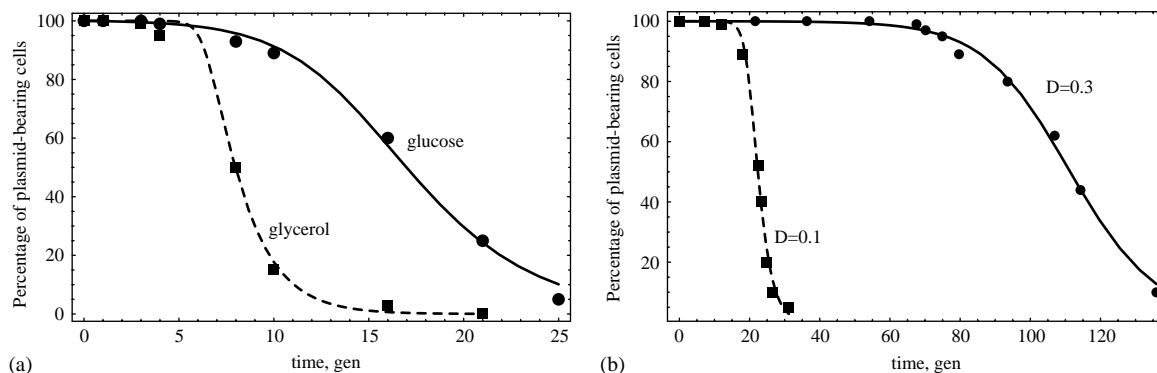 100
80
60
40
20
0
Percentage of plasmid-bearing cells
glucose
glycerol
0 5 10 15 20 25
time, gen
(a)
100
80
60
40
20
Percentage of plasmid-bearing cells
D=0.3
D=0.1
0 20 40 60 80 100 120
time, gen
(b)